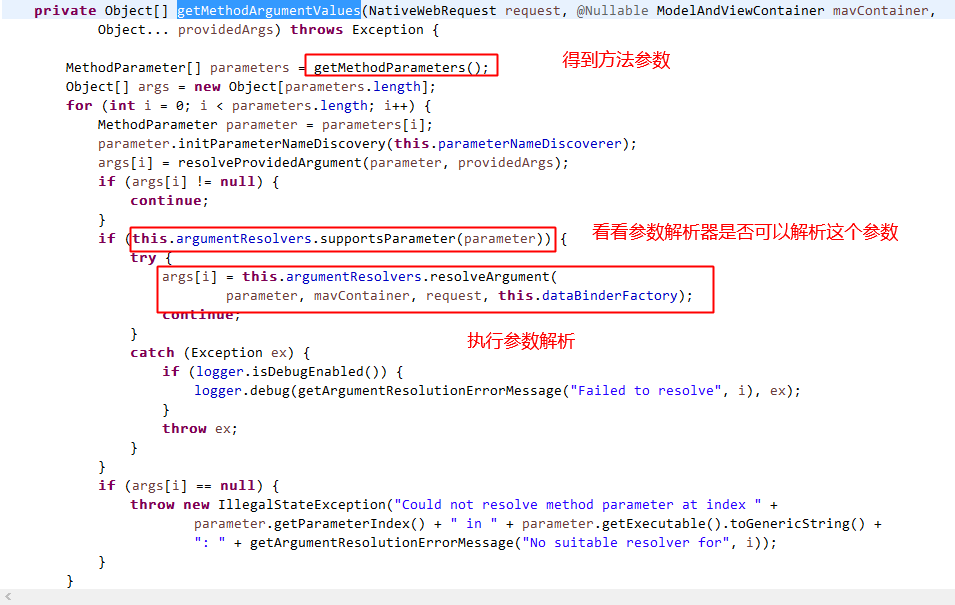 private Object[] getMethodArgumentValues(NativeWebRequest request, @Nullable ModelAndViewContainer mavContainer,
Object... providedArgs) throws Exception {
MethodParameter[] parameters = getMethodParameters(); 得到方法参数
Object[] args = new Object[parameters.length];
for (int i = 0; i < parameters.length; i++) {
MethodParameter parameter = parameters[i];
parameter.initParameterNameDiscovery(this.parameterNameDiscoverer);
args[i] = resolveProvidedArgument(parameter, providedArgs);
if (args[i] != null) {
continue;
}
if (this.argumentResolvers.supportsParameter(parameter)) { 看看参数解析器是否可以解析这个参数
try {
args[i] = this.argumentResolvers.resolveArgument(
parameter, mavContainer, request, this.dataBinderFactory);
continue;
}
执行参数解析
catch (Exception ex) {
if (logger.isDebugEnabled()) {
logger.debug(getArgumentResolutionErrorMessage("Failed to resolve", i), ex);
}
throw ex;
}
}
if (args[i] == null) {
throw new IllegalStateException("Could not resolve method parameter at index " +
parameter.getParameterIndex() + " in " + parameter.getExecutable().toGenericString() +
": " + getArgumentResolutionErrorMessage("No suitable resolver for", i));
}
}